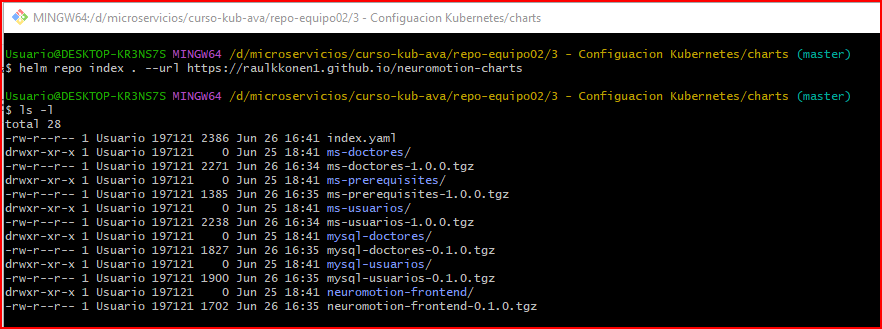 MINGW64:/d/microservicios/curso-kub-ava/repo-equipo02/3 - Configuacion Kubernetes/charts
Usuario@DESKTOP-KR3NS7S MINGW64 /d/microservicios/curso-kub-ava/repo-equipo02/3 - Configuacion Kubernetes/charts (master)
$ helm repo index . --url https://raulkkonen1.github.io/neuromotion-charts
Usuario@DESKTOP-KR3NS7S MINGW64 /d/microservicios/curso-kub-ava/repo-equipo02/3 - Configuacion Kubernetes/charts (master)
$ ls -l
total 28
-rw-r--r-- 1 Usuario 197121 2386 Jun 26 16:41 index.yaml
drwxr-xr-x 1 Usuario 197121    0 Jun 25 18:41 ms-doctores/
-rw-r--r-- 1 Usuario 197121 2271 Jun 26 16:34 ms-doctores-1.0.0.tgz
drwxr-xr-x 1 Usuario 197121    0 Jun 25 18:41 ms-prerequisites/
-rw-r--r-- 1 Usuario 197121 1385 Jun 26 16:35 ms-prerequisites-1.0.0.tgz
drwxr-xr-x 1 Usuario 197121    0 Jun 25 18:41 ms-usuarios/
-rw-r--r-- 1 Usuario 197121 2238 Jun 26 16:34 ms-usuarios-1.0.0.tgz
drwxr-xr-x 1 Usuario 197121    0 Jun 25 18:41 mysql-doctores/
-rw-r--r-- 1 Usuario 197121 1827 Jun 26 16:35 mysql-doctores-0.1.0.tgz
drwxr-xr-x 1 Usuario 197121    0 Jun 25 18:41 mysql-usuarios/
-rw-r--r-- 1 Usuario 197121 1900 Jun 26 16:35 mysql-usuarios-0.1.0.tgz
drwxr-xr-x 1 Usuario 197121    0 Jun 25 18:41 neuromotion-frontend/
-rw-r--r-- 1 Usuario 197121 1702 Jun 26 16:35 neuromotion-frontend-0.1.0.tgz